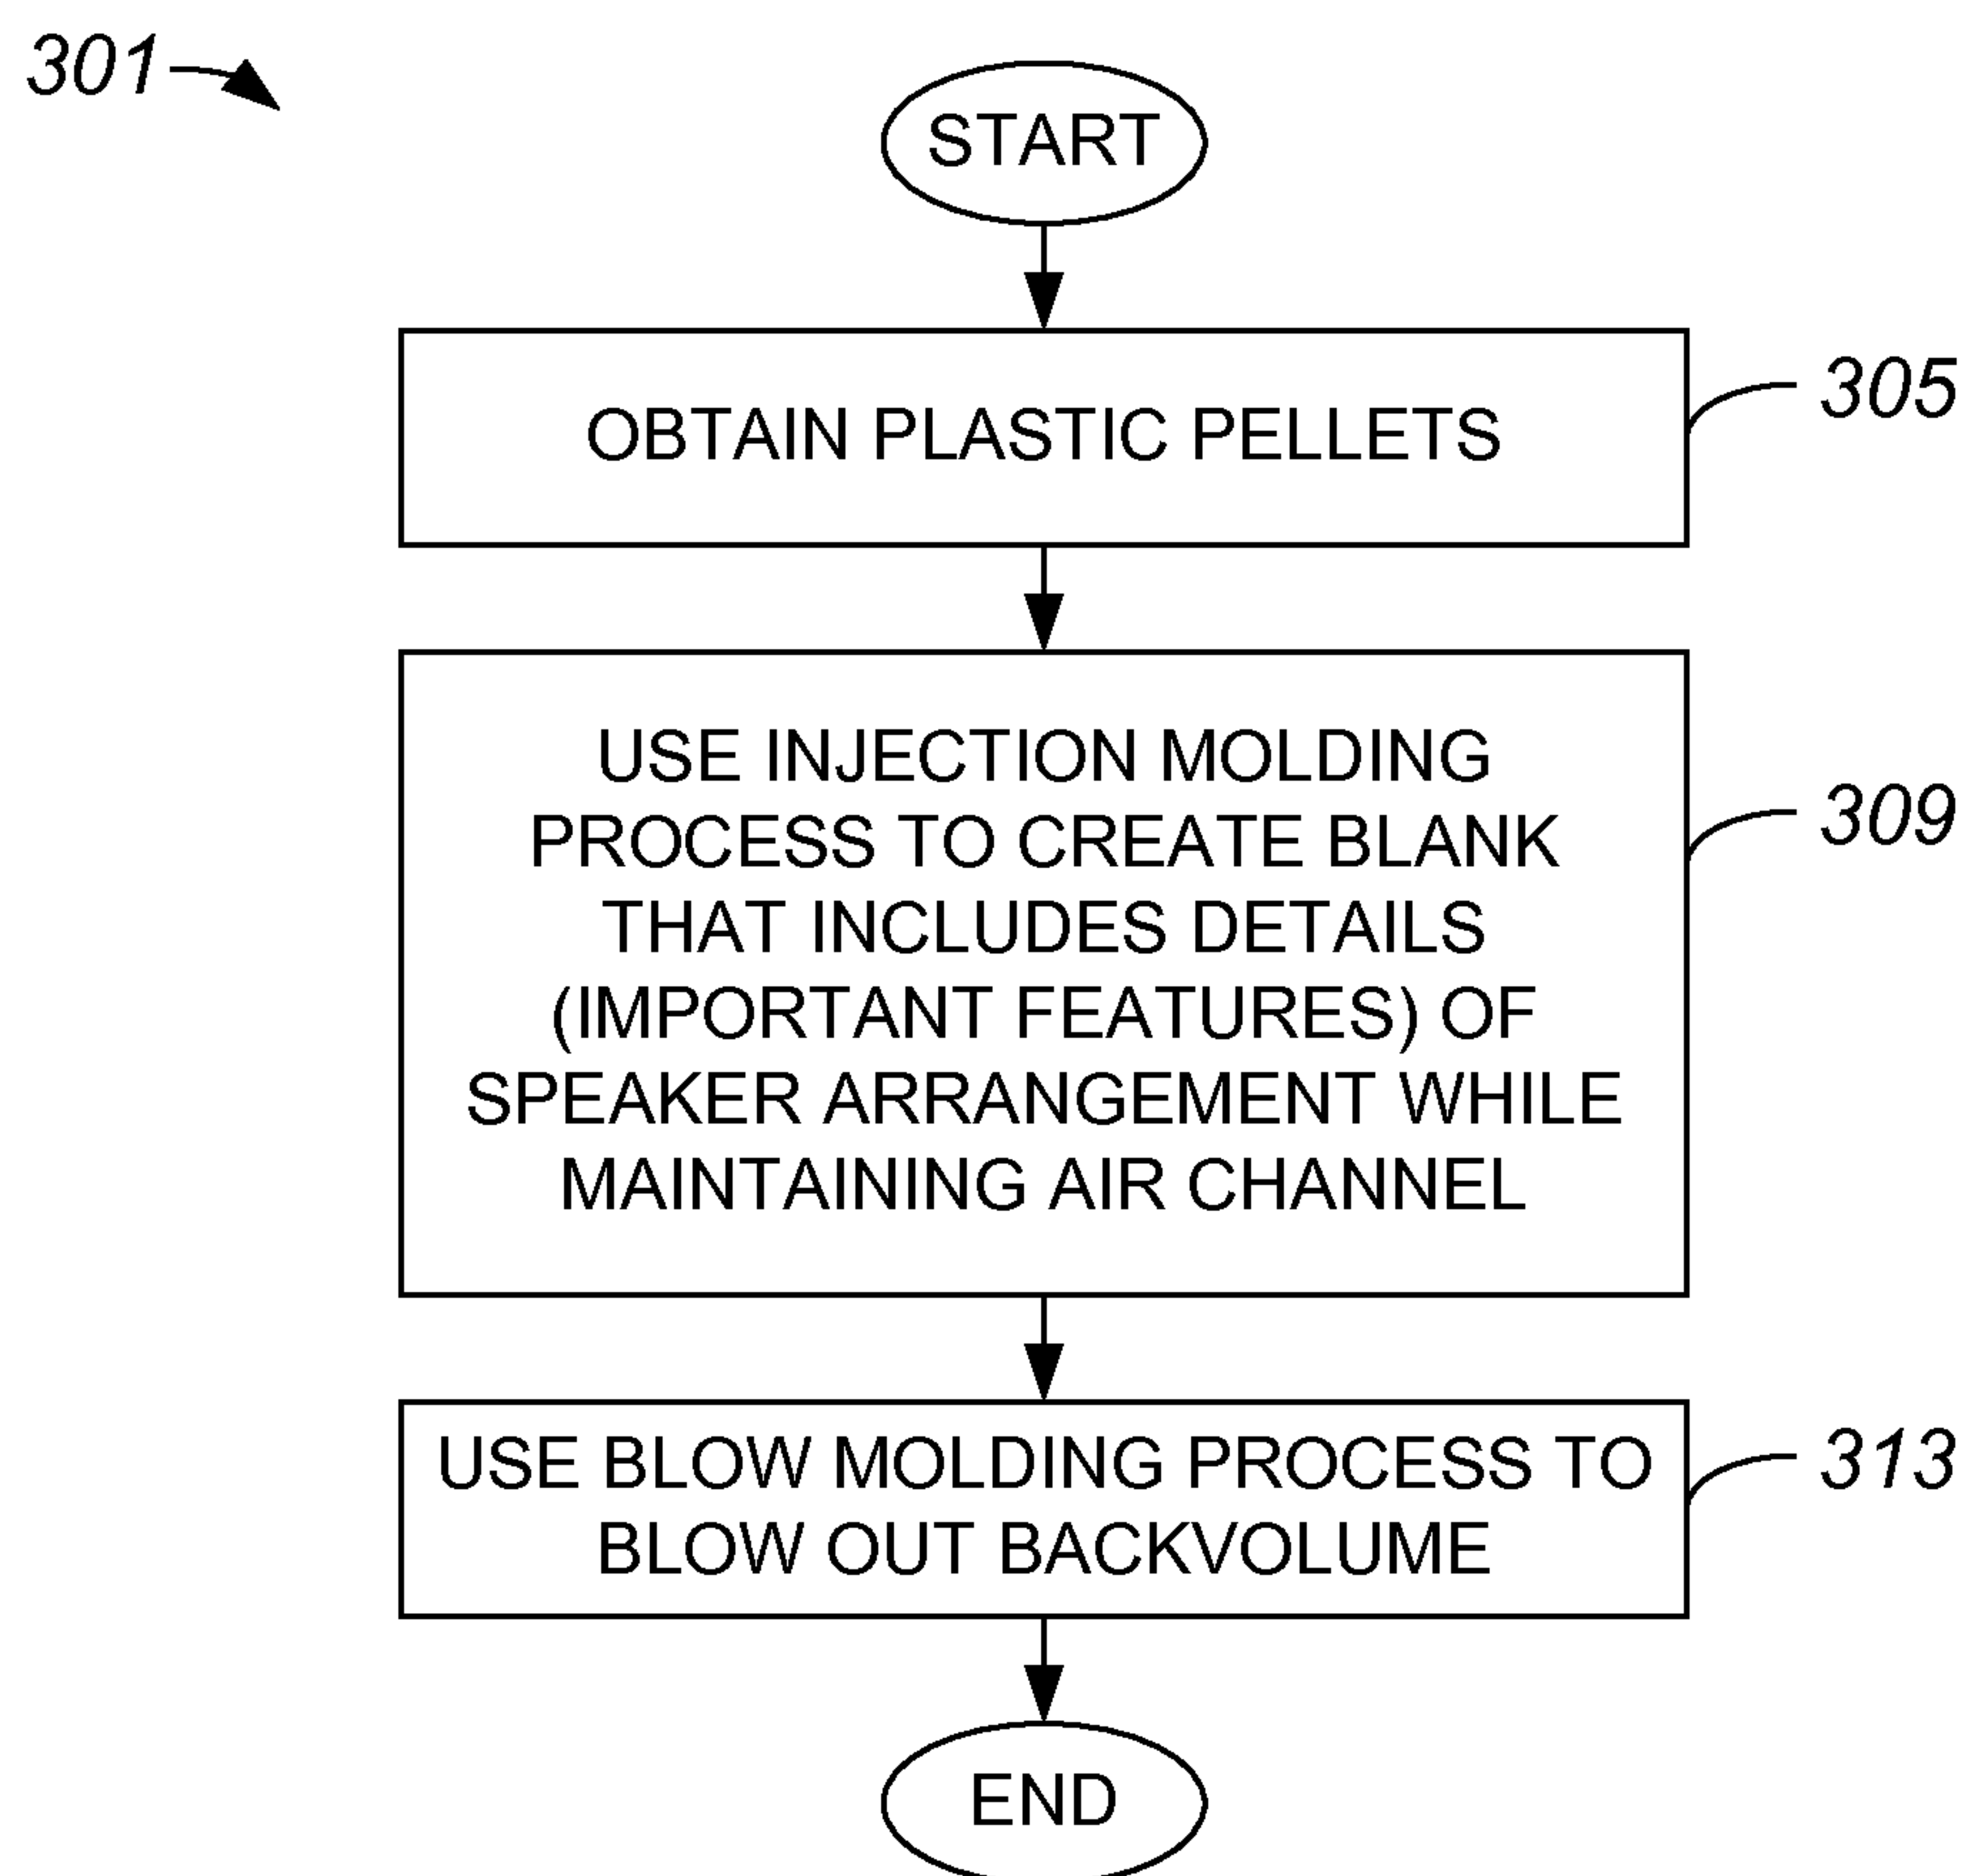 301
START
OBTAIN PLASTIC PELLETS
305
USE INJECTION MOLDING
PROCESS TO CREATE BLANK
THAT INCLUDES DETAILS
(IMPORTANT FEATURES) OF
SPEAKER ARRANGEMENT WHILE
MAINTAINING AIR CHANNEL
309
USE BLOW MOLDING PROCESS TO
BLOW OUT BACKVOLUME
313
END